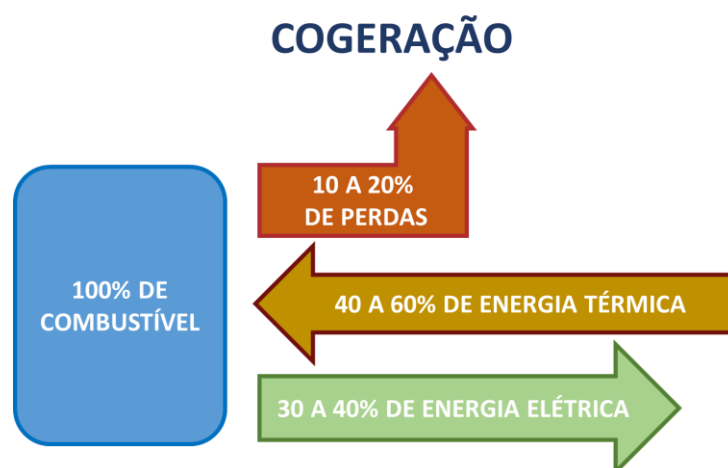 COGERAÇÃO
10 A 20%
DE PERDAS
100% DE
COMBUSTÍVEL
40 A 60% DE ENERGIA TÉRMICA
30 A 40% DE ENERGIA ELÉTRICA